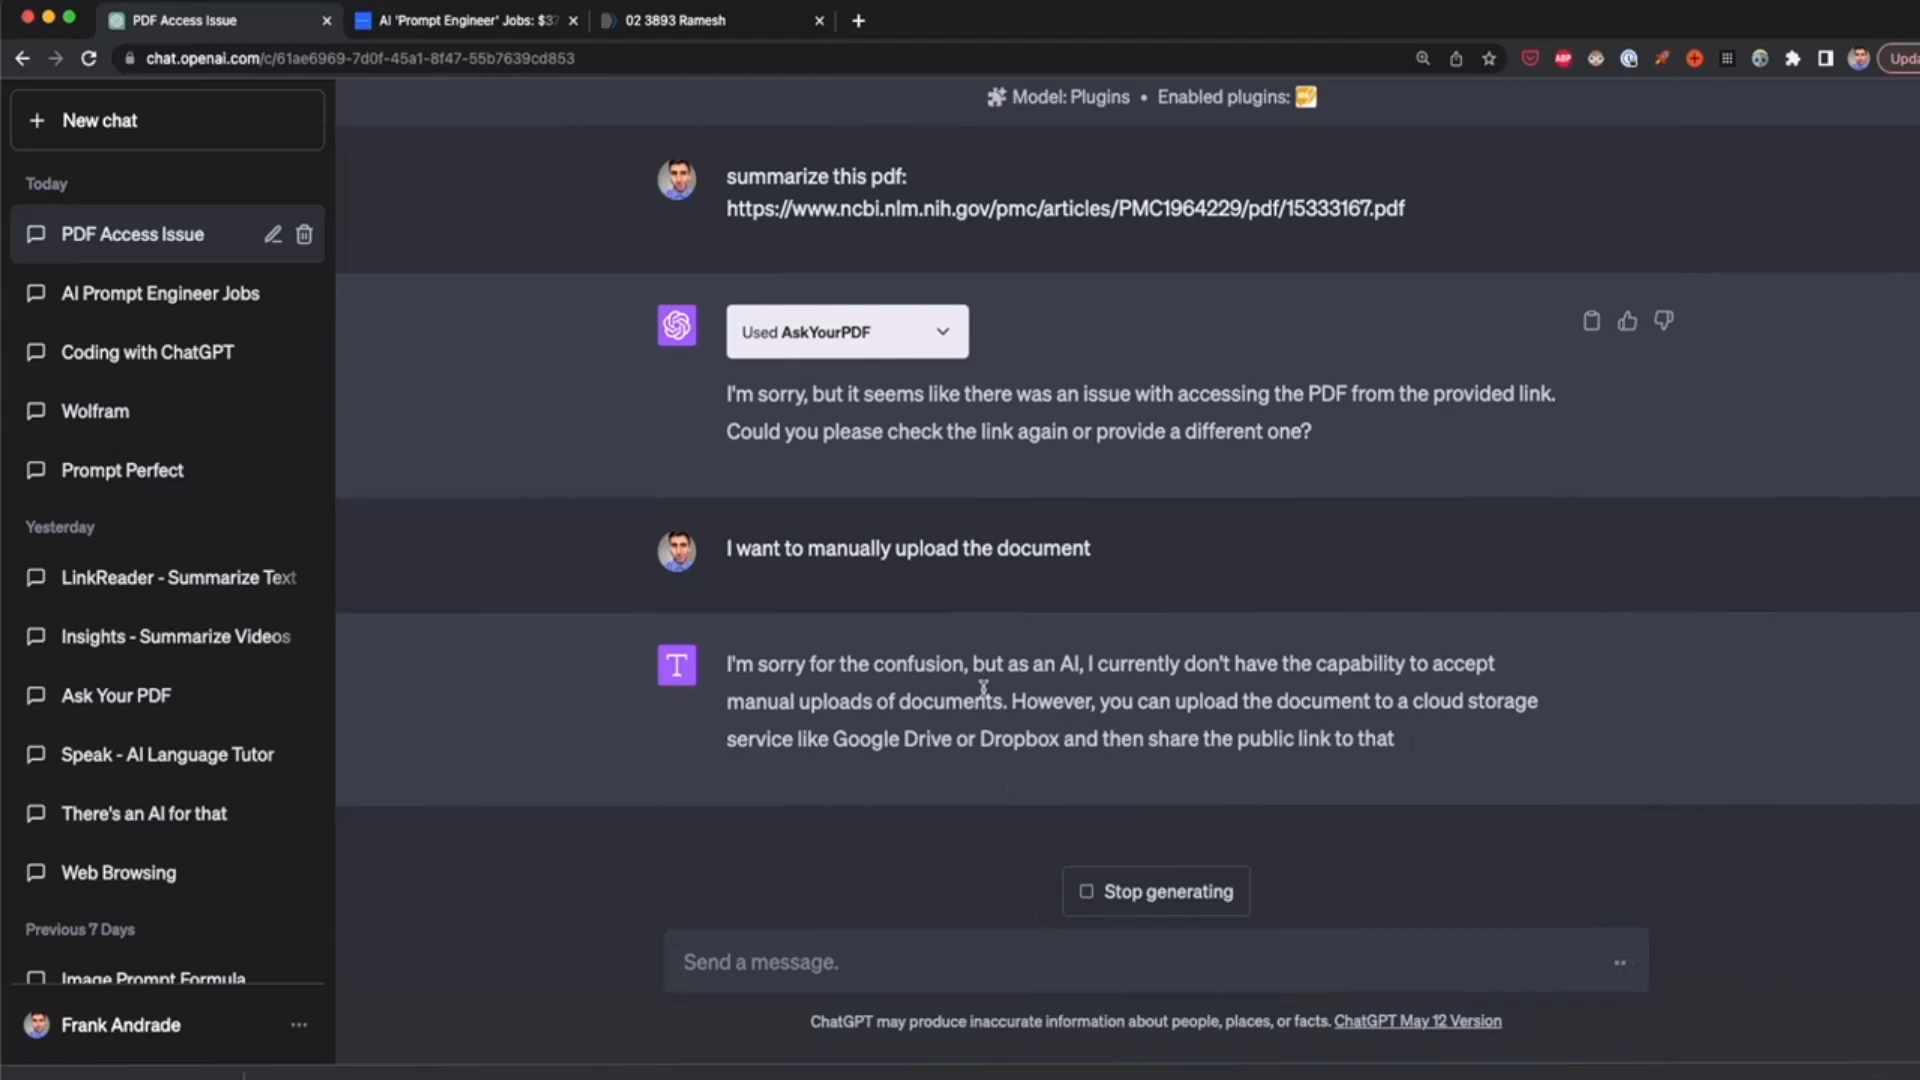 PDF Access Issue
AI 'Prompt Engineer' Jobs: $37
02 3893 Ramesh
chat.openai.com/c/61ae6969-7d0f-45a1-8f47-55b7639cd853
ABP
Upda
New chat
Today
PDF Access Issue
AI Prompt Engineer Jobs
Coding with ChatGPT
Wolfram
Prompt Perfect
Yesterday
LinkReader - Summarize Text
Insights - Summarize Videos
Ask Your PDF
Speak - AI Language Tutor
There's an AI for that
Web Browsing
Previous 7 Days
Image Prompt Formula
Frank Andrade
Model: Plugins • Enabled plugins:
summarize this pdf:
https://www.ncbi.nlm.nih.gov/pmc/articles/PMC1964229/pdf/15333167.pdf
Used AskYourPDF
I'm sorry, but it seems like there was an issue with accessing the PDF from the provided link.
Could you please check the link again or provide a different one?
I want to manually upload the document
T
I'm sorry for the confusion, but as an AI, I currently don't have the capability to accept
manual uploads of documents. However, you can upload the document to a cloud storage
service like Google Drive or Dropbox and then share the public link to that
Stop generating
Send a message.
ChatGPT may produce inaccurate information about people, places, or facts. ChatGPT May 12 Version